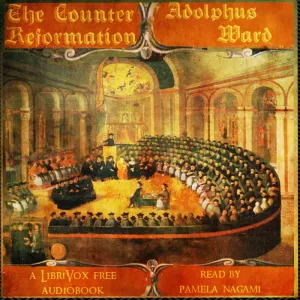 The Counter Reformation
Adolphus Ward
A LibriVox Free Audiobook
Read by Pamela Nagami